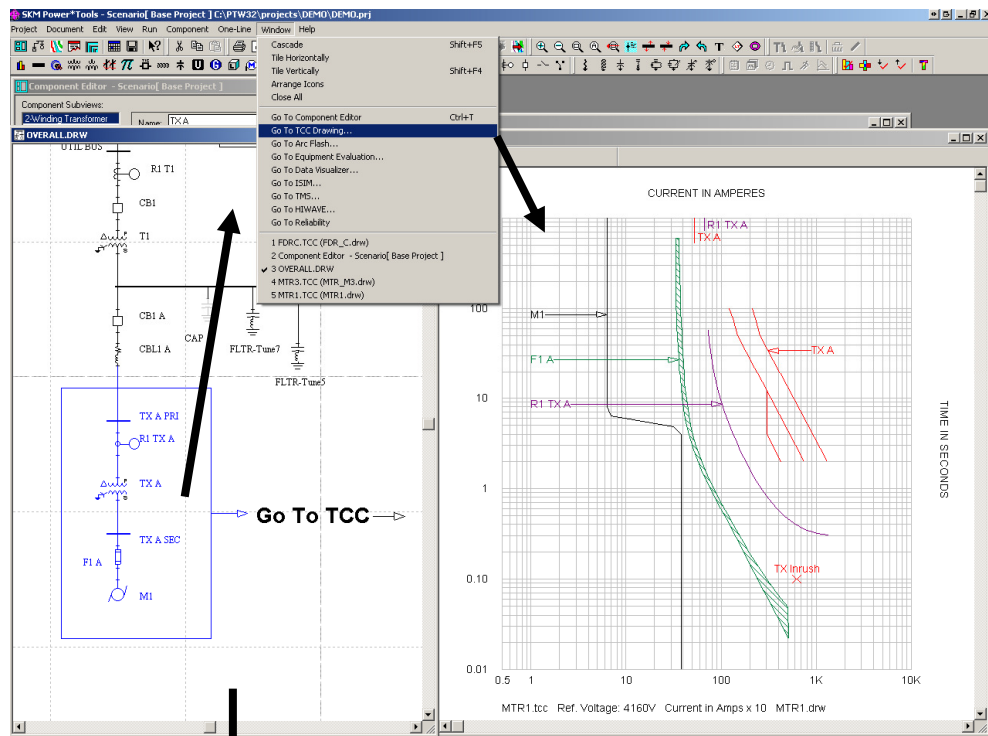 SKM Power*Tools - Scenario[ Base Project ] C:\PTW32\projects\DEMO\DEMO.prj
Project Document Edit View Run Component One-Line Window Help
Cascade Shift+F5
Tile Horizontally
Tile Vertically Shift+F4
Arrange Icons
Close All
Go To Component Editor Ctrl+T
Go To TCC Drawing...
Go To Arc Flash...
Go To Equipment Evaluation...
Go To Data Visualizer...
Go To ISIM...
Go To TMS...
Go To HIWAVE...
Go To Reliability
1 FDRC.TCC (FDR_C.drw)
2 Component Editor - Scenario[ Base Project ]
3 OVERALL.DRW
4 MTR3.TCC (MTR_M3.drw)
5 MTR1.TCC (MTR1.drw)
Component Editor - Scenario[ Base Project ]
Component Subviews:
2-Winding Transformer
Name: TX A
OVERALL.DRW
UTIL BUS
R1 T1
CB1
T1
CB1 A
CAP
CBL1 A
FLTR-Tune7
FLTR-Tune5
TX A PRI
R1 TX A
TX A
TX A SEC
F1 A
M1
Go To TCC
CURRENT IN AMPERES
R1 TX A
TX A
100
M1
TX A
F1 A
10
R1 TX A
TIME IN SECONDS
1
TX Inrush
0.10
0.01
0.5 1 10 100 1K 10K
MTR1.tcc Ref. Voltage: 4160V Current in Amps x 10 MTR1.drw